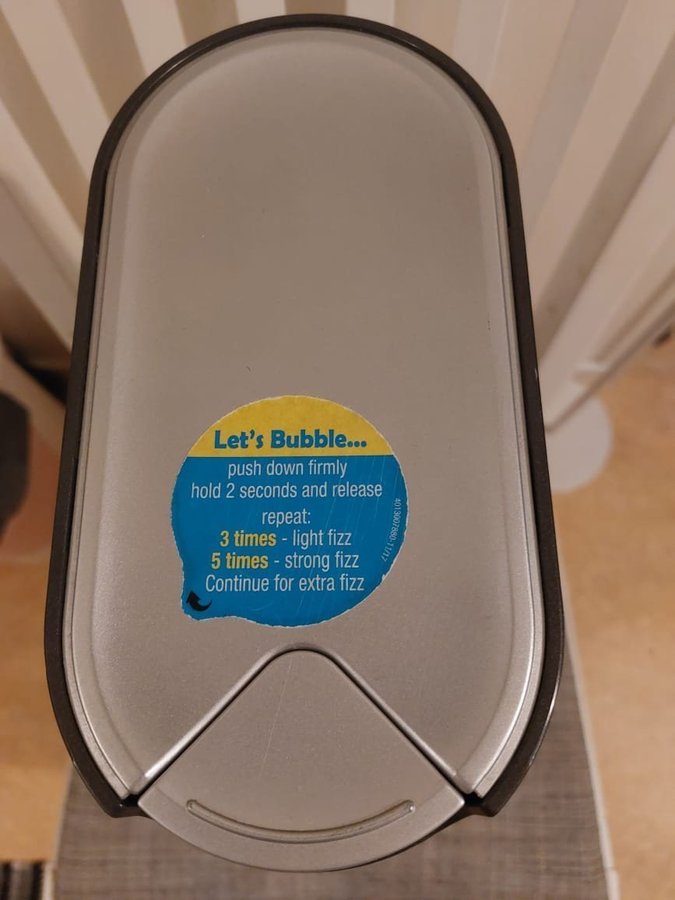 Let's Bubble...
push down firmly
hold 2 seconds and release
repeat:
3 times - light fizz
5 times - strong fizz
Continue for extra fizz